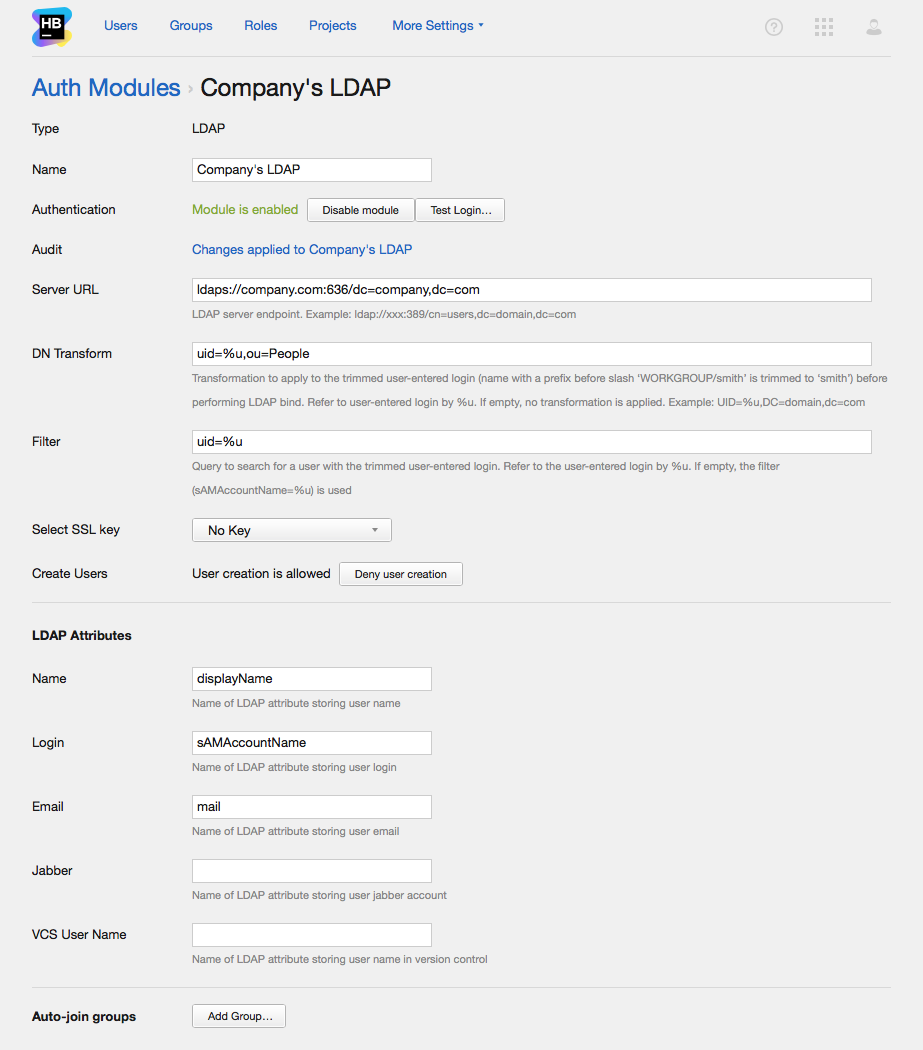 HB
Users Groups Roles Projects More Settings
?
Auth Modules › Company's LDAP
Type LDAP
Name Company's LDAP
Authentication Module is enabled Disable module Test Login...
Audit Changes applied to Company's LDAP
Server URL ldaps://company.com:636/dc=company,dc=com
LDAP server endpoint. Example: ldap://xxx:389/cn=users,dc=domain,dc=com
DN Transform uid=%u,ou=People
Transformation to apply to the trimmed user-entered login (name with a prefix before slash ‘WORKGROUP/smith’ is trimmed to ‘smith’) before
performing LDAP bind. Refer to user-entered login by %u. If empty, no transformation is applied. Example: UID=%u,DC=domain,dc=com
Filter uid=%u
Query to search for a user with the trimmed user-entered login. Refer to the user-entered login by %u. If empty, the filter
(sAMAccountName=%u) is used
Select SSL key No Key
Create Users User creation is allowed Deny user creation
LDAP Attributes
Name displayName
Name of LDAP attribute storing user name
Login sAMAccountName
Name of LDAP attribute storing user login
Email mail
Name of LDAP attribute storing user email
Jabber
Name of LDAP attribute storing user jabber account
VCS User Name
Name of LDAP attribute storing user name in version control
Auto-join groups Add Group...